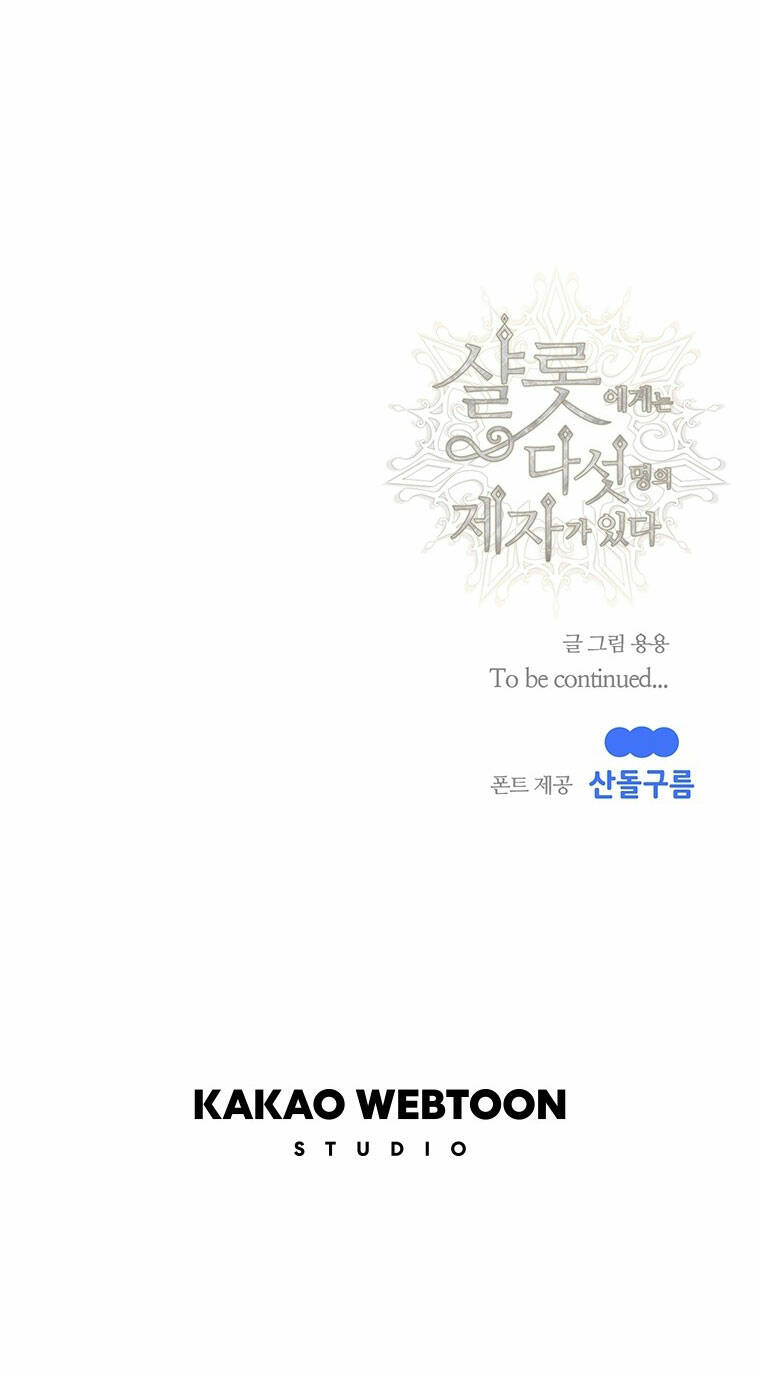 샬롯에게는
다섯명의
제자가 있다
글 그림 용용
To be continued...
폰트 제공 산돌구름
KAKAO WEBTOON
STUDIO